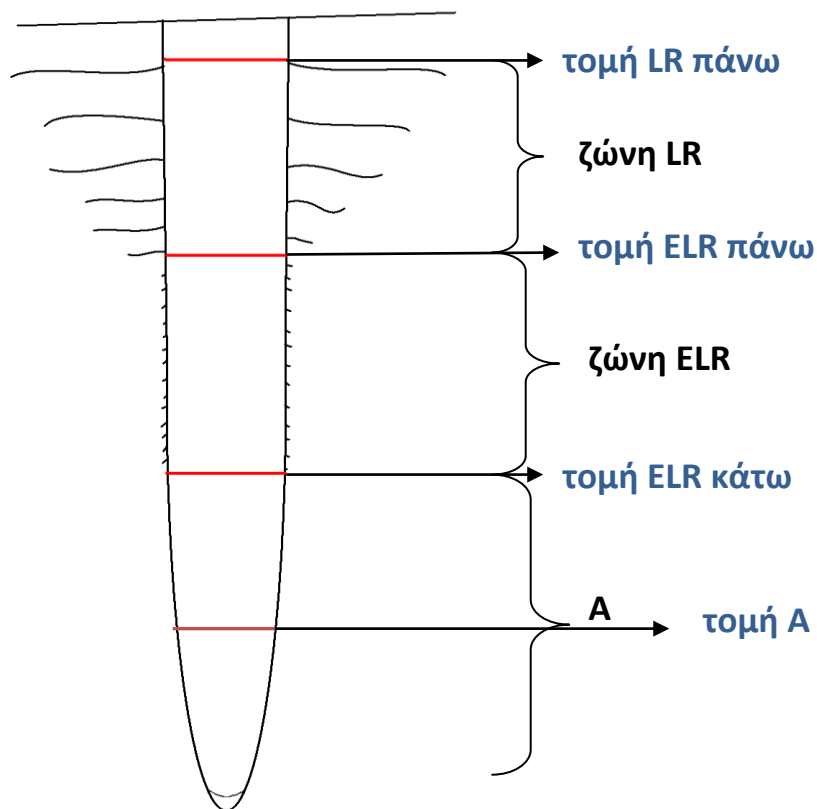 τομή LR πάνω
ζώνη LR
τομή ELR πάνω
ζώνη ELR
τομή ELR κάτω
A
τομή A